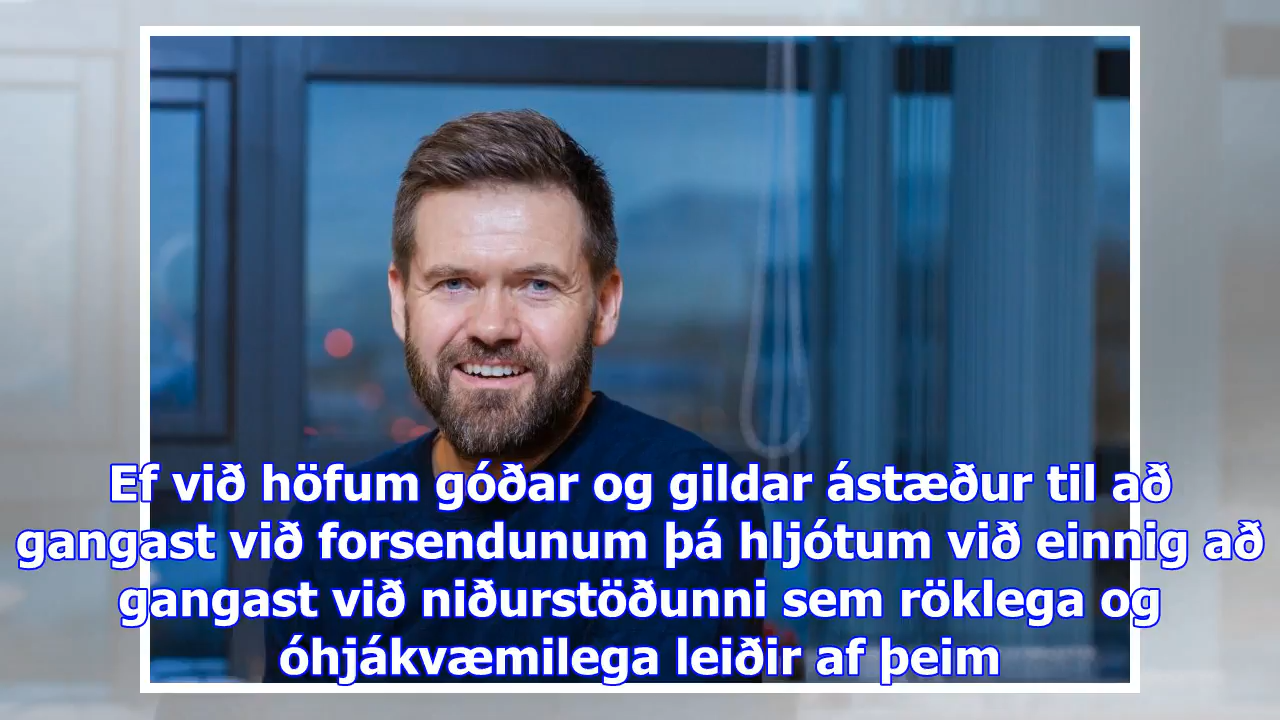 Ef við höfum góðar og gildar ástæður til að
gangast við forsendunum þá hljótum við einnig að
gangast við niðurstöðunni sem röklega og
óhjákvæmilega leiðir af þeim